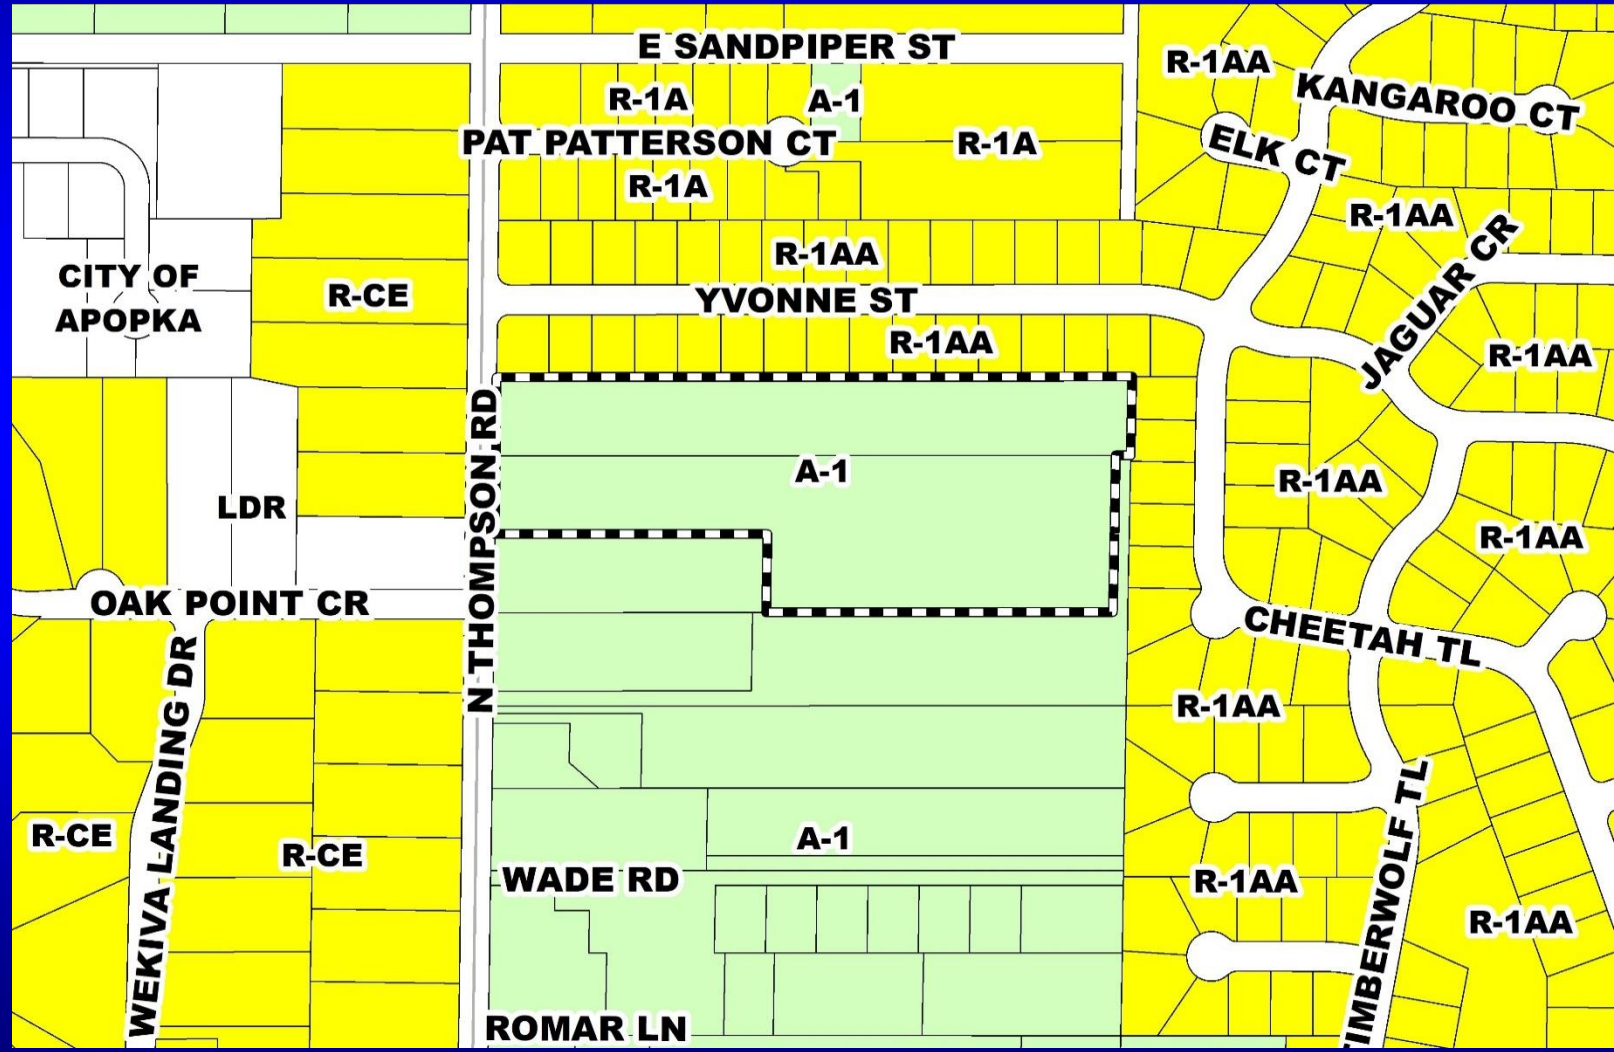 E SANDPIPER ST
R-1AA
KANGAROO CT
R-1A
A-1
PAT PATTERSON CT
R-1A
ELK CT
R-1A
R-1AA
JAGUAR CR
R-1AA
CITY OF
APOPKA
R-CE
YVONNE ST
R-1AA
R-1AA
N THOMPSON RD
A-1
R-1AA
LDR
R-1AA
OAK POINT CR
CHEETAH TL
WEKIVA LANDING DR
R-1AA
TIMBERWOLF TL
R-CE
R-CE
A-1
WADE RD
R-1AA
R-1AA
ROMAR LN